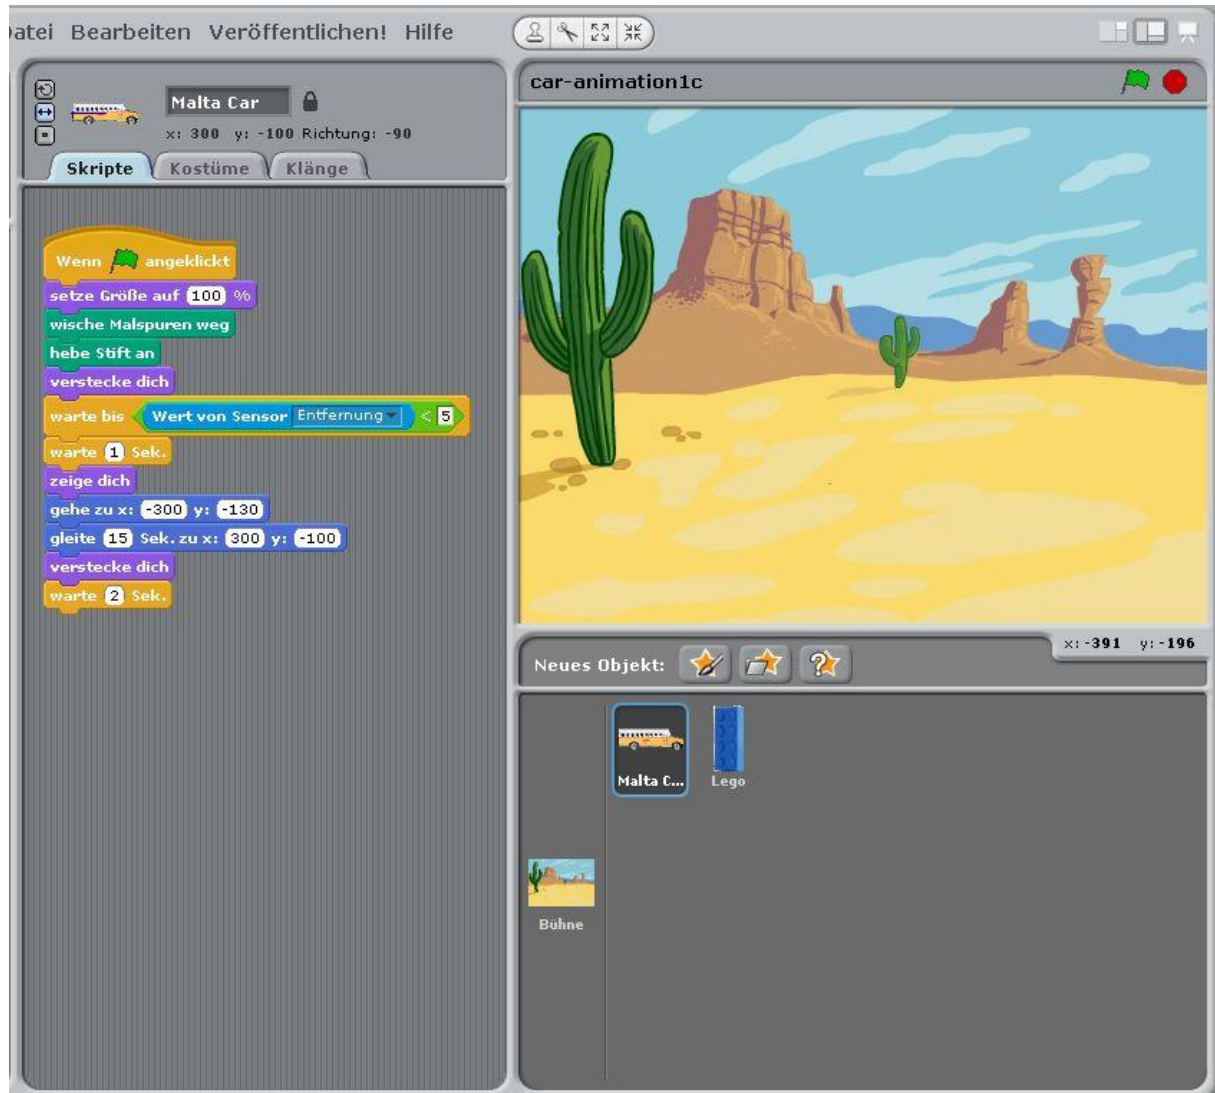 atei Bearbeiten Veröffentlichen! Hilfe
Malta Car
x: 300 y: -100 Richtung: -90
Skripte Kostüme Klänge
Wenn angeklickt
setze Größe auf 100 %
wische Malspuren weg
hebe Stift an
verstecke dich
warte bis Wert von Sensor Entfernung < 5
warte 1 Sek.
zeige dich
gehe zu x: -300 y: -130
gleite 15 Sek. zu x: 300 y: -100
verstecke dich
warte 2 Sek.
car-animation1c
x: -391 y: -196
Neues Objekt:
Malta C...
Lego
Bühne